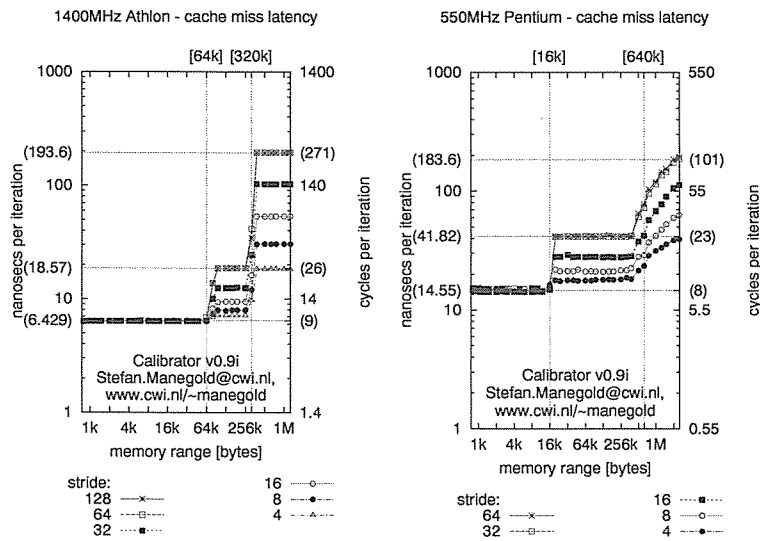 1400MHz Athlon - cache miss latency
[64k] [320k]
1000
(193.6)
100
(18.57)
10
(6.429)
1
nanosecs per iteration
1400
(271)
140
(26)
14
(9)
1.4
cycles per iteration
Calibrator v0.9i
Stefan.Manegold@cwi.nl,
www.cwi.nl/~manegold
1k 4k 16k 64k 256k 1M
memory range [bytes]
stride:
128
64
32
16
8
4
550MHz Pentium - cache miss latency
[16k] [640k]
1000
(183.6)
100
(41.82)
(14.55)
10
1
nanosecs per iteration
550
(101)
55
(23)
(8)
5.5
0.55
cycles per iteration
Calibrator v0.9i
Stefan.Manegold@cwi.nl,
www.cwi.nl/~manegold
1k 4k 16k 64k 256k 1M
memory range [bytes]
stride:
64
32
16
8
4